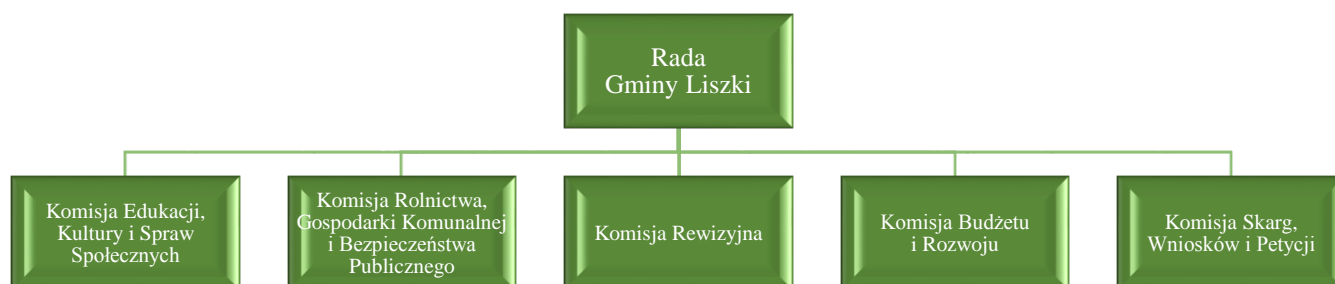 Rada
Gminy Liszki
Komisja Edukacji,
Kultury i Spraw
Społecznych
Komisja Rolnictwa,
Gospodarki Komunalnej
i Bezpieczeństwa
Publicznego
Komisja Rewizyjna
Komisja Budżetu
i Rozwoju
Komisja Skarg,
Wniosków i Petycji